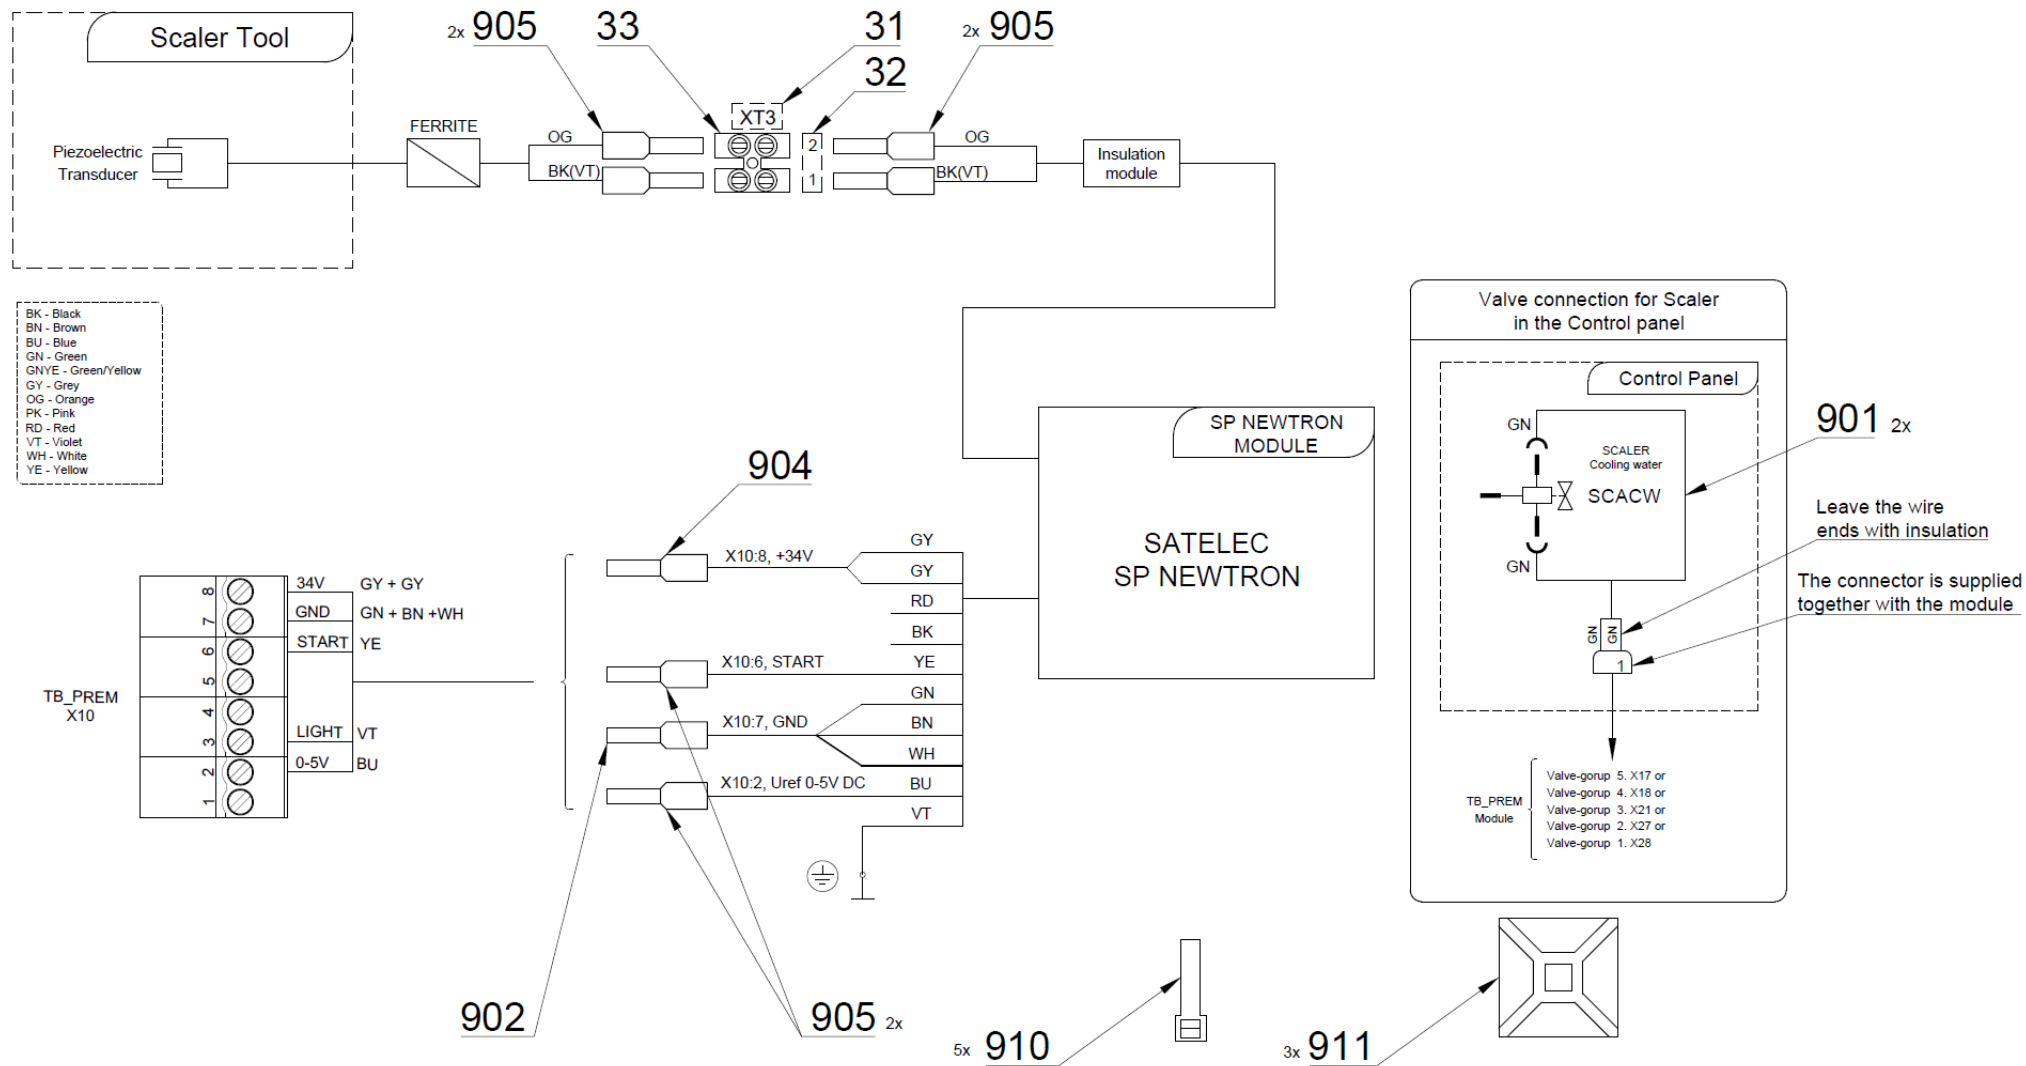 Scaler Tool
2x 905
33
31
32
2x 905
XT3
FERRITE
OG
BK(VT)
2
1
OG
BK(VT)
Piezoelectric
Transducer
Insulation
module
BK - Black
BN - Brown
BU - Blue
GN - Green
GNYE - Green/Yellow
GY - Grey
OG - Orange
PK - Pink
RD - Red
VT - Violet
WH - White
YE - Yellow
Valve connection for Scaler
in the Control panel
Control Panel
GN
SCALER
Cooling water
SCACW
GN
901 2x
Leave the wire
ends with insulation
The connector is supplied
together with the module
GN
GN
1
TB_PREM
Module
Valve-gorup 5. X17 or
Valve-gorup 4. X18 or
Valve-gorup 3. X21 or
Valve-gorup 2. X27 or
Valve-gorup 1. X28
SP NEWTRON
MODULE
SATELEC
SP NEWTRON
904
X10:8, +34V
GY
GY
RD
BK
X10:6, START
YE
GN
X10:7, GND
BN
WH
X10:2, Uref 0-5V DC
BU
VT
TB_PREM
X10
8
34V
GY + GY
7
GND
GN + BN +WH
6
START
YE
5
4
3
LIGHT
VT
2
0-5V
BU
1
902
905 2x
5x 910
3x 911